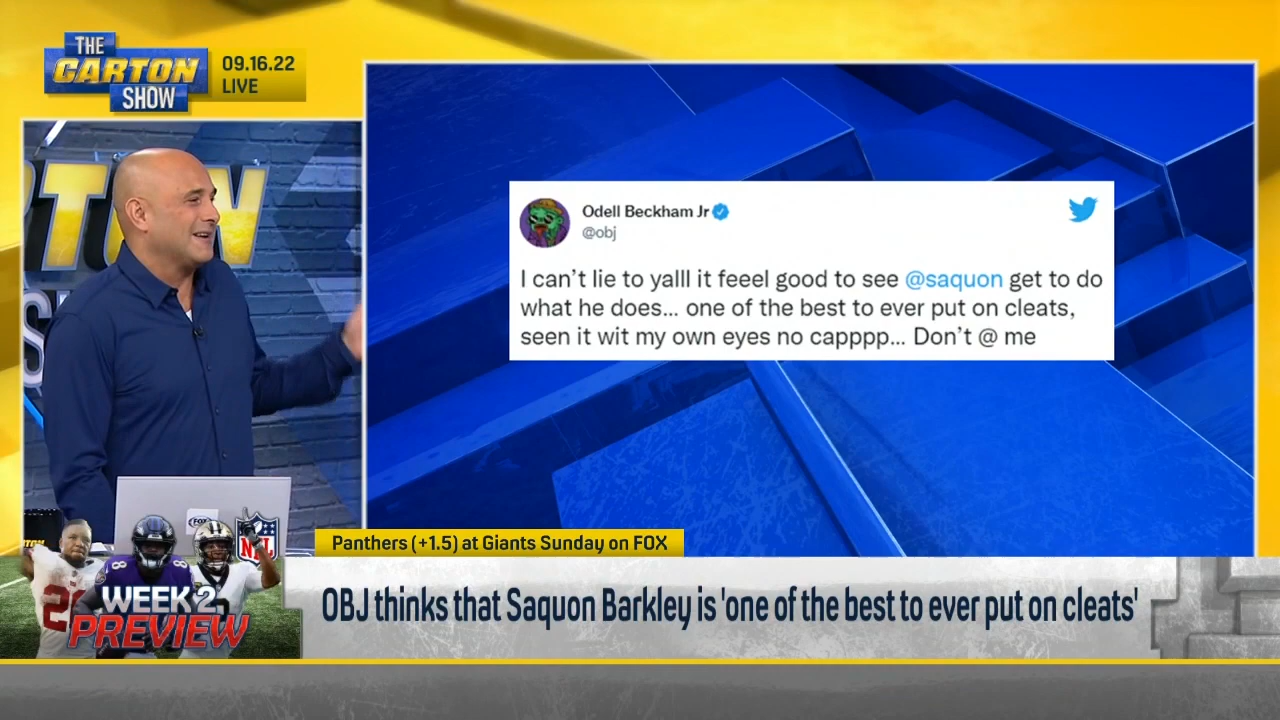 THE
CARTON
SHOW
09.16.22
LIVE
Odell Beckham Jr
@obj
I can't lie to yalll it feeel good to see @saquon get to do
what he does... one of the best to ever put on cleats,
seen it wit my own eyes no capppp... Don't @ me
FOX
Panthers (+1.5) at Giants Sunday on FOX
NFL
WEEK 2
PREVIEW
OBJ thinks that Saquon Barkley is 'one of the best to ever put on cleats'